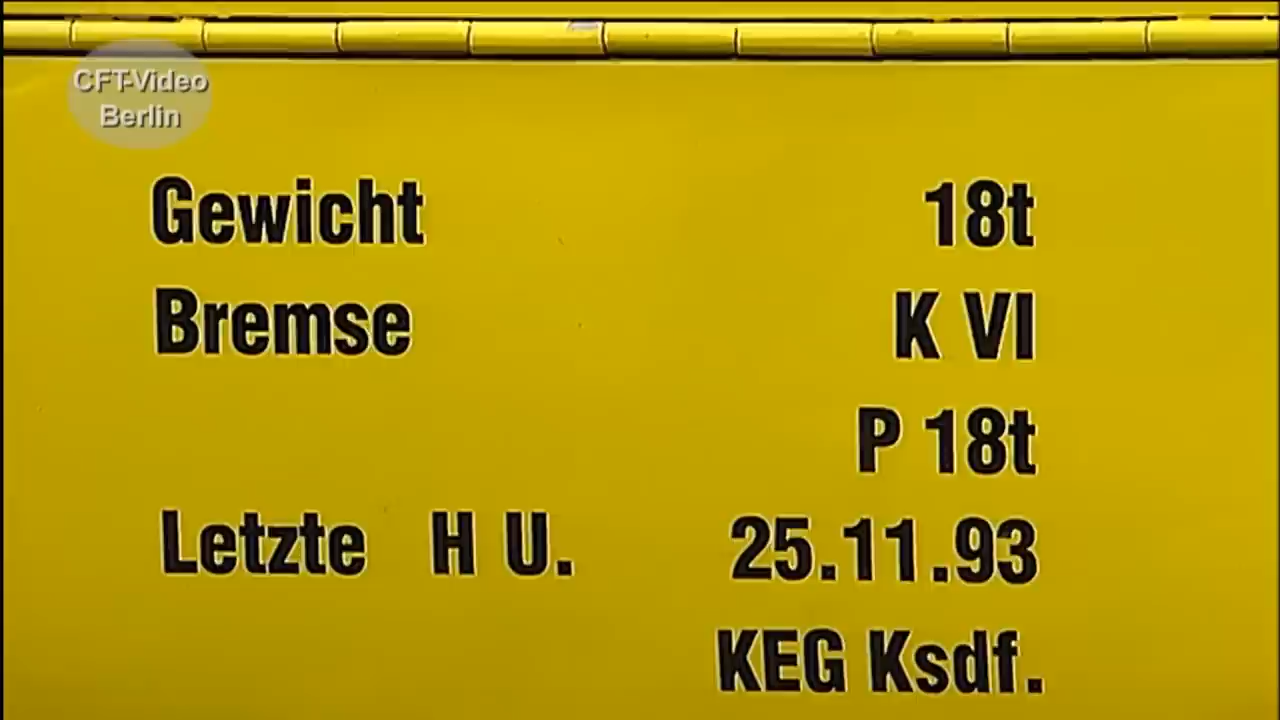 CFT-Video
Berlin
Gewicht 18t
Bremse K VI
P 18t
Letzte H U. 25.11.93
KEG Ksdf.